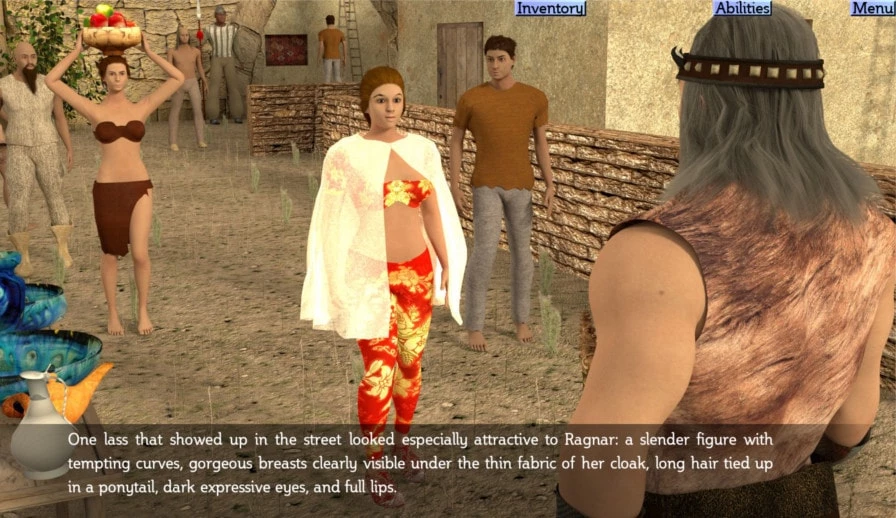 Inventory Abilities Menu
One lass that showed up in the street looked especially attractive to Ragnar: a slender figure with
tempting curves, gorgeous breasts clearly visible under the thin fabric of her cloak, long hair tied up
in a ponytail, dark expressive eyes, and full lips.